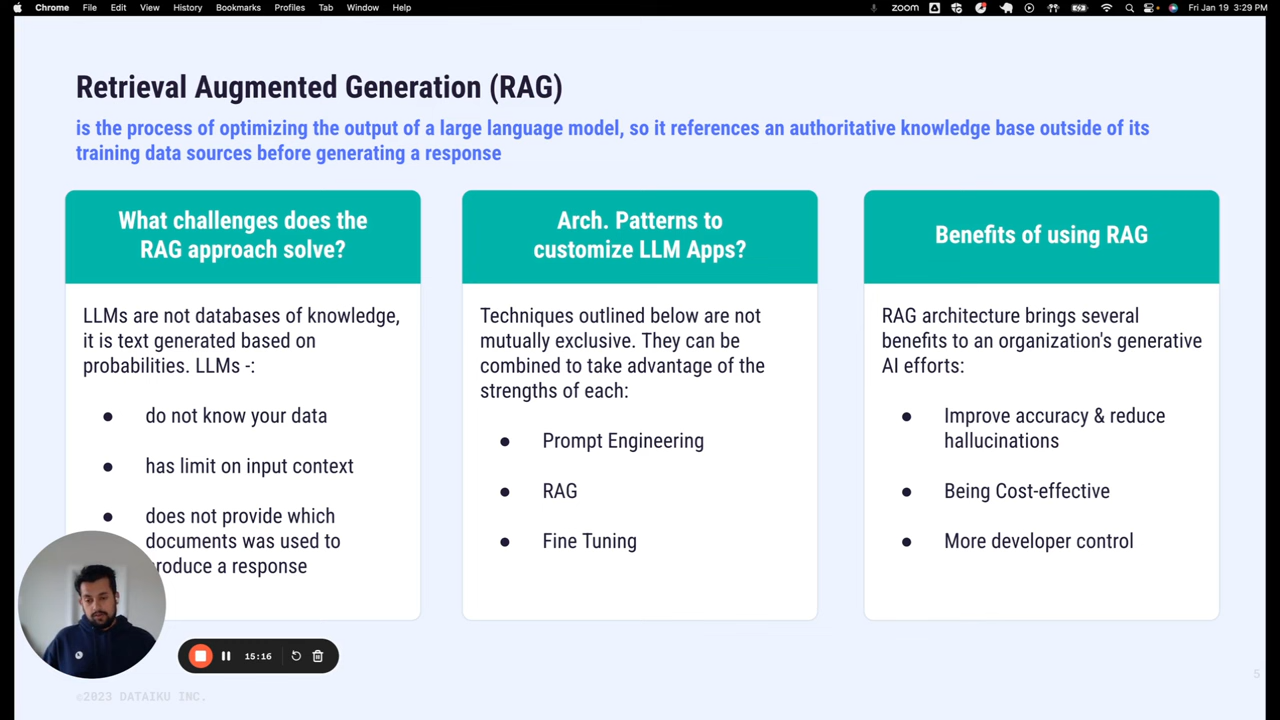 Chrome File Edit View History Bookmarks Profiles Tab Window Help zoom Fri Jan 19 3:29 PM
Retrieval Augmented Generation (RAG)
is the process of optimizing the output of a large language model, so it references an authoritative knowledge base outside of its
training data sources before generating a response
What challenges does the
RAG approach solve?
LLMs are not databases of knowledge,
it is text generated based on
probabilities. LLMs -:
● do not know your data
● has limit on input context
● does not provide which
documents was used to
produce a response
Arch. Patterns to
customize LLM Apps?
Techniques outlined below are not
mutually exclusive. They can be
combined to take advantage of the
strengths of each:
● Prompt Engineering
● RAG
● Fine Tuning
Benefits of using RAG
RAG architecture brings several
benefits to an organization's generative
AI efforts:
● Improve accuracy & reduce
hallucinations
● Being Cost-effective
● More developer control
15:16
5
©2023 DATAIKU INC.